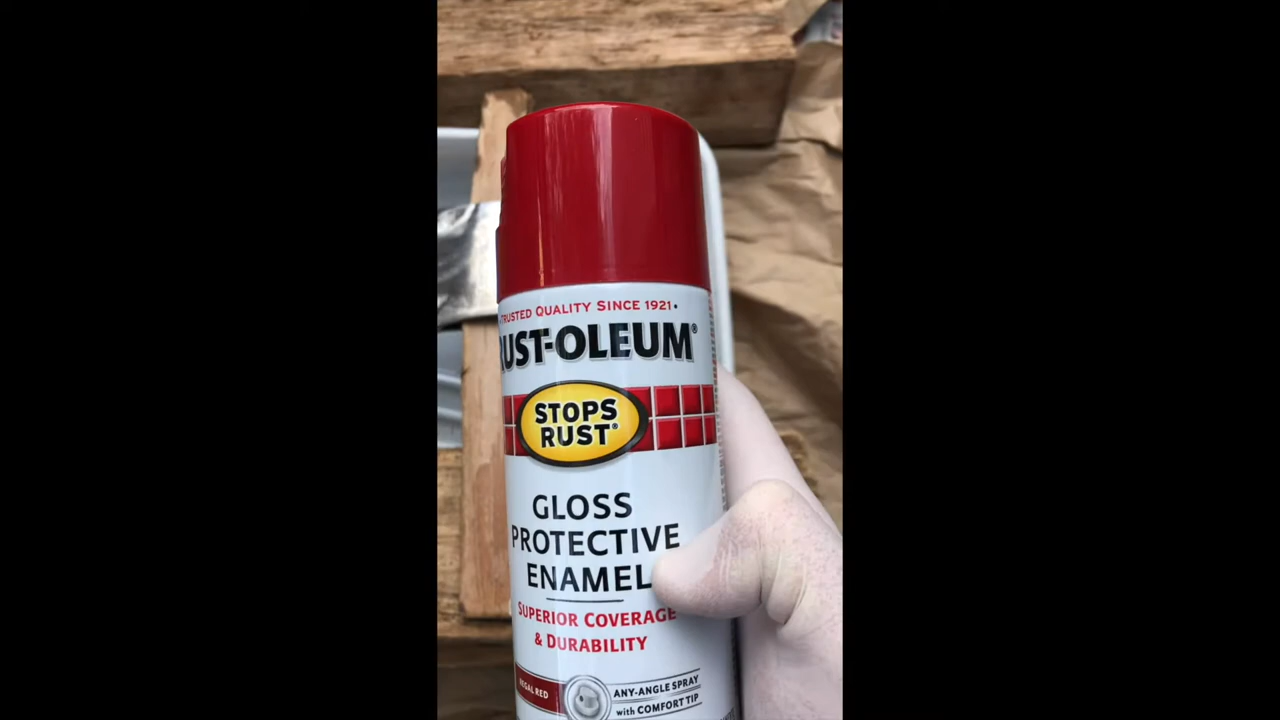 TRUSTED QUALITY SINCE 1921•
RUST-OLEUM®
STOPS
RUST®
GLOSS
PROTECTIVE
ENAMEL
SUPERIOR COVERAGE
& DURABILITY
REGAL RED
ANY-ANGLE SPRAY
with COMFORT TIP